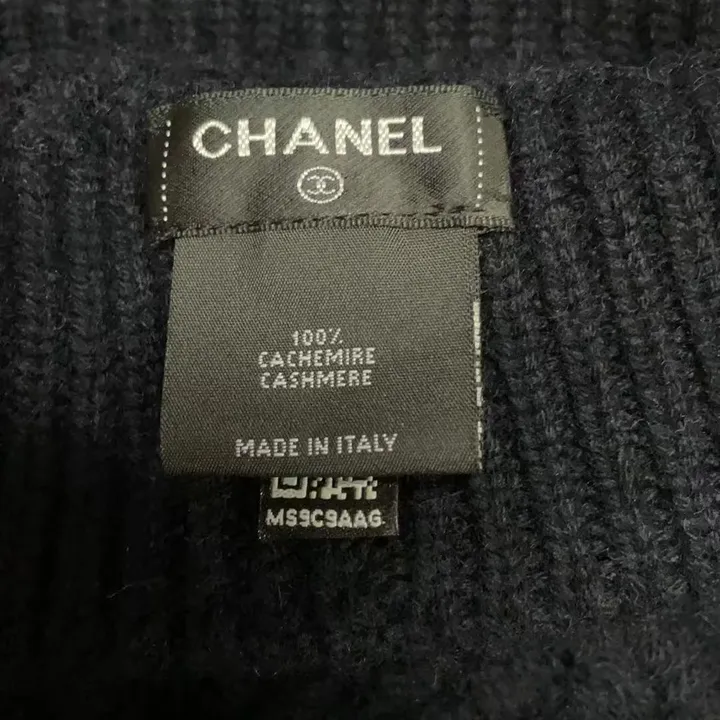 CHANEL
100%
CACHEMIRE
CASHMERE
MADE IN ITALY
MS9C9AAG